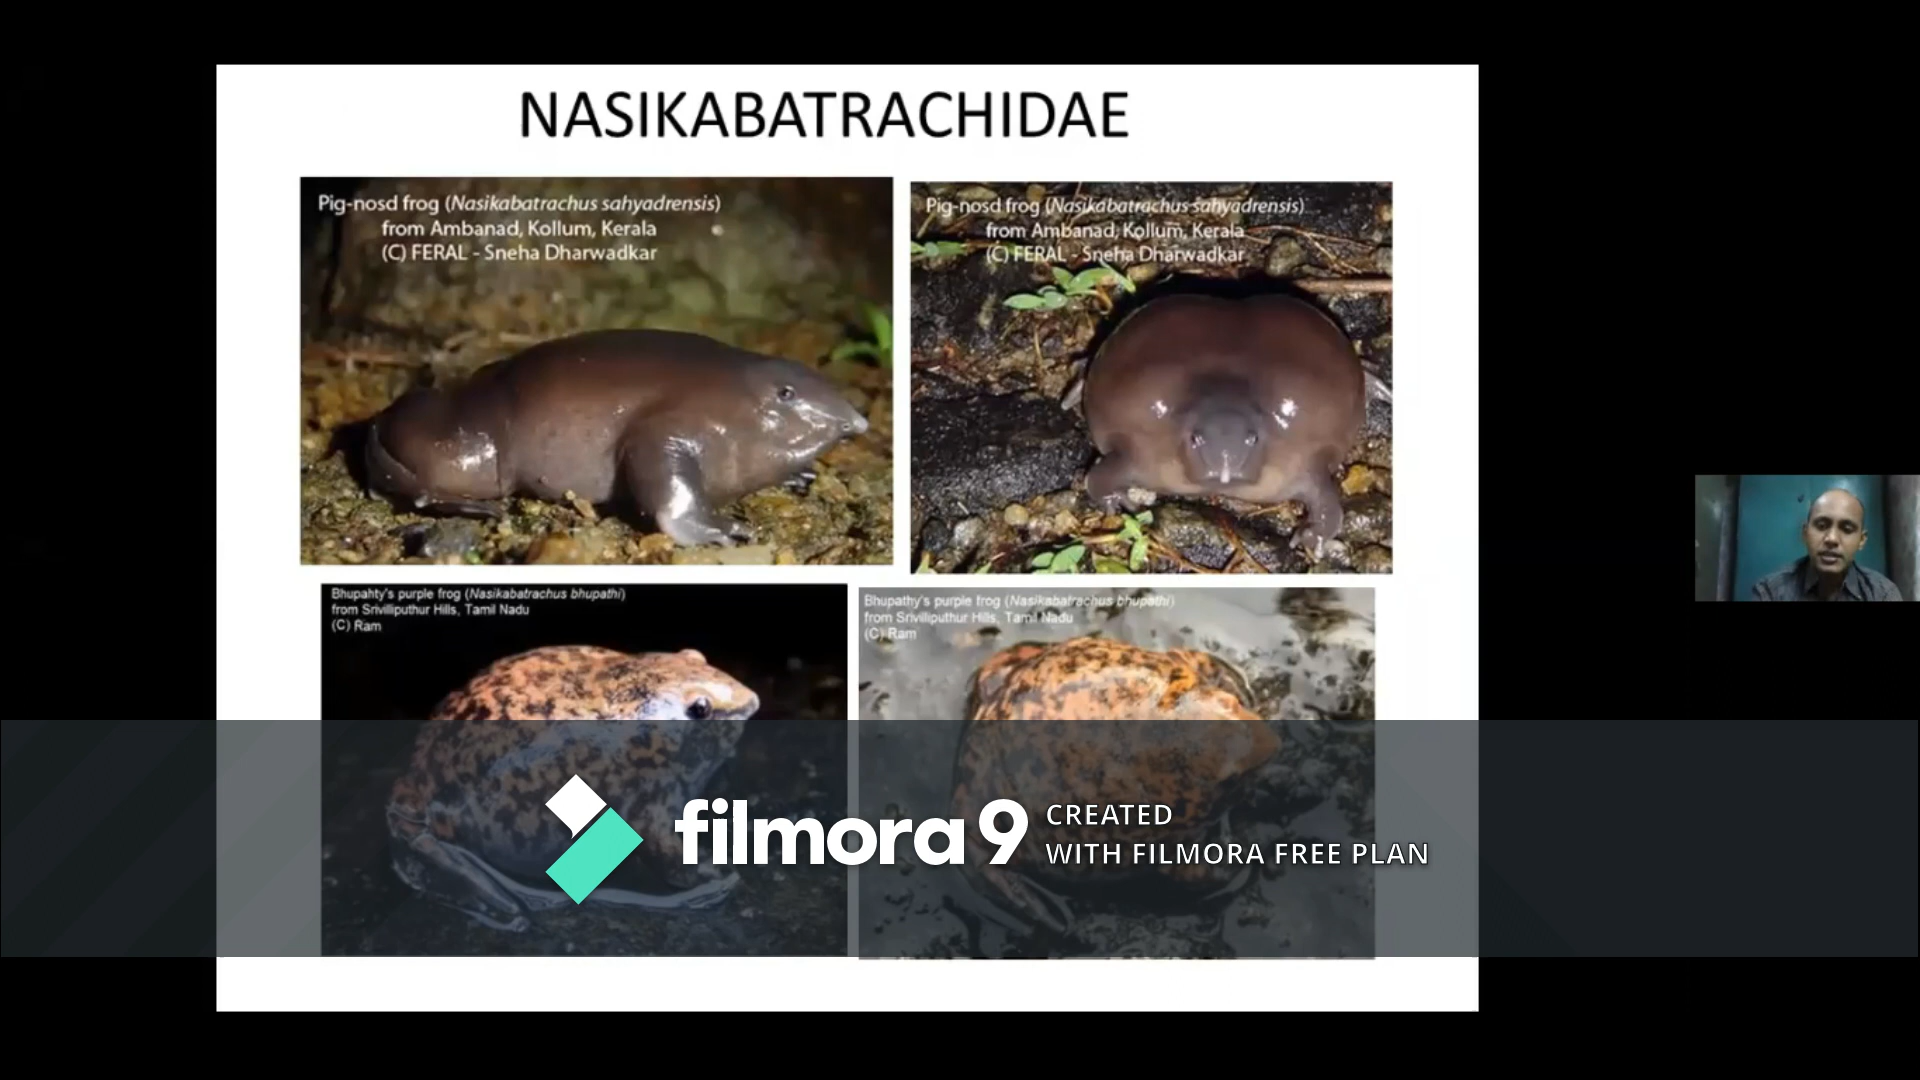 NASIKABATRACHIDAE
Pig-nosd frog (Nasikabatrachus sahyadrensis)
from Ambanad, Kollum, Kerala
(C) FERAL - Sneha Dharwadkar
Pig-nosd frog (Nasikabatrachus sahyadrensis)
from Ambanad, Kollum, Kerala
(C) FERAL - Sneha Dharwadkar
Bhupahty's purple frog (Nasikabatrachus bhupathi)
from Srivilliputhur Hills, Tamil Nadu
(C) Ram
Bhupathy's purple frog (Nasikabatrachus bhupathi)
from Srivilliputhur Hills, Tamil Nadu
(C) Ram
filmora 9
CREATED
WITH FILMORA FREE PLAN